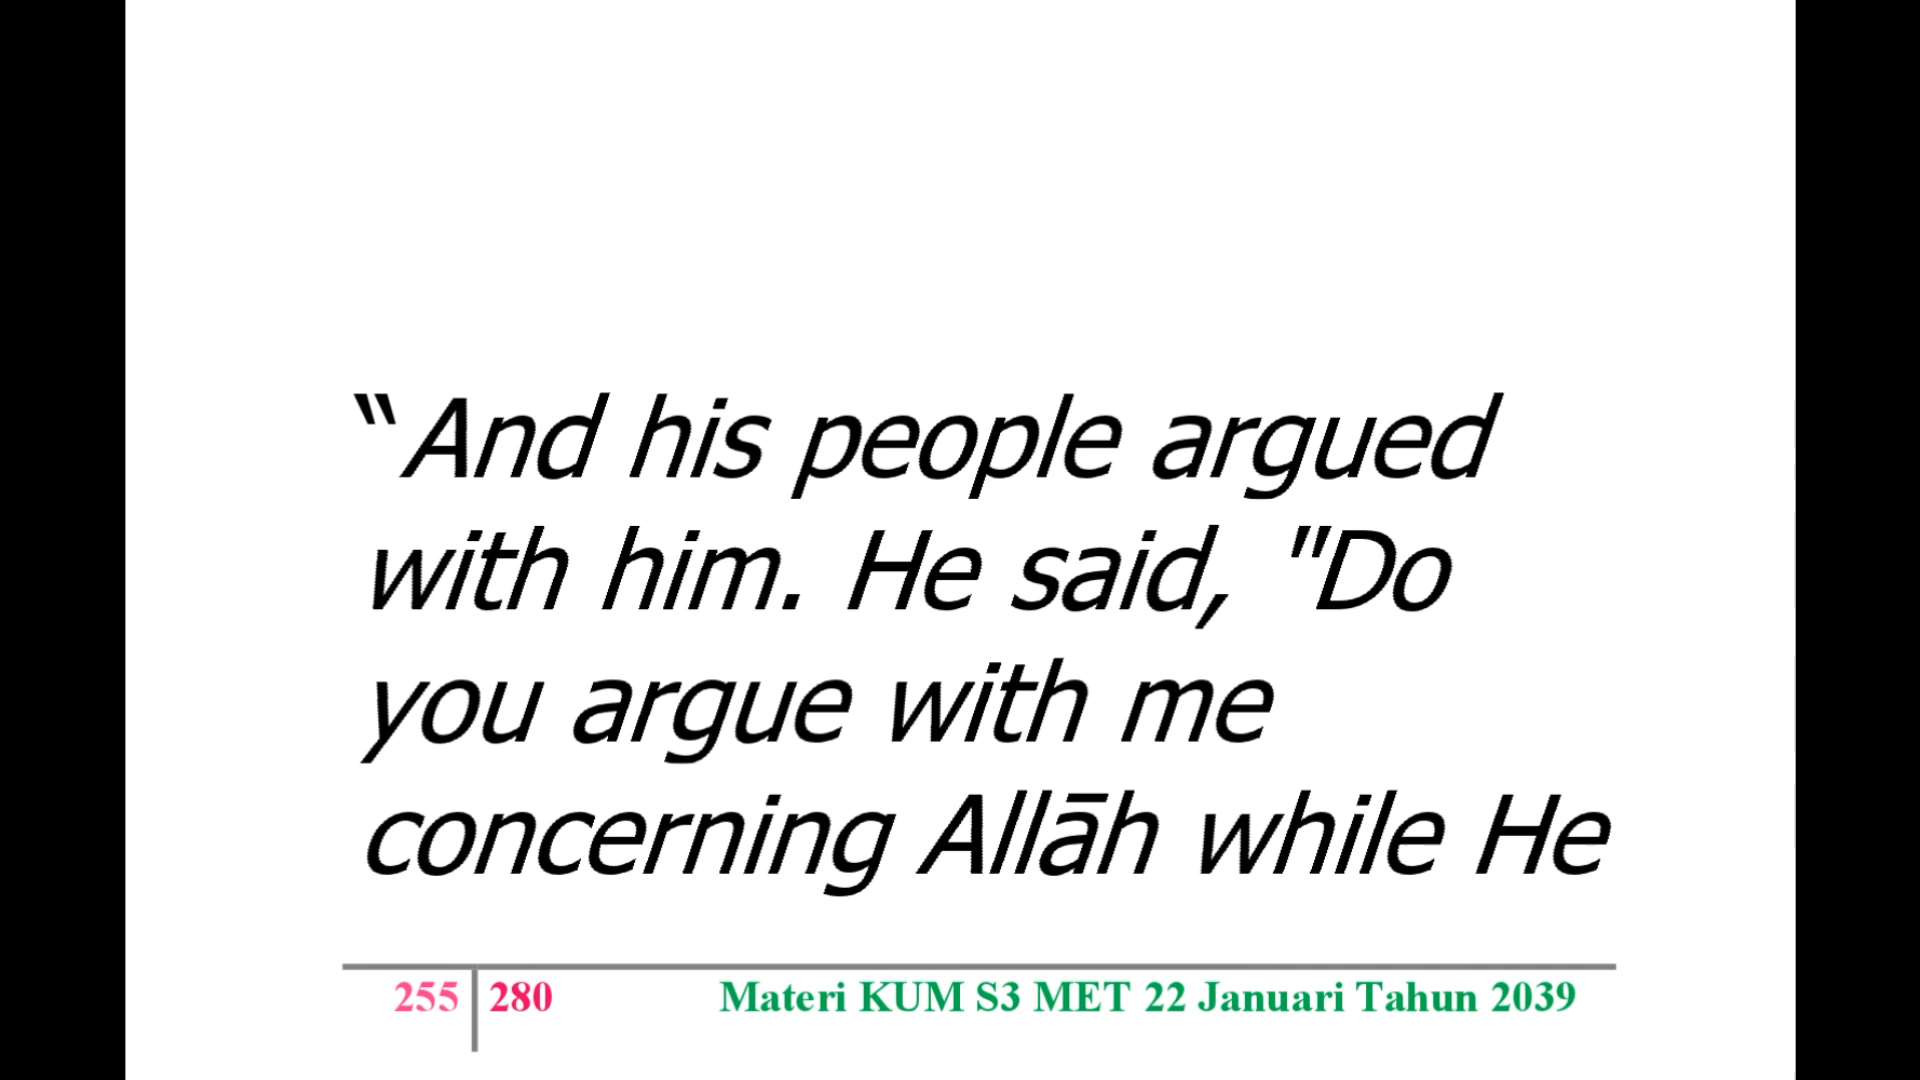 “And his people argued
with him. He said, "Do
you argue with me
concerning Allāh while He
255 280 Materi KUM S3 MET 22 Januari Tahun 2039